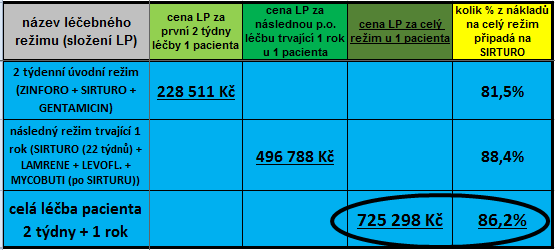 název léčebného
režimu (složení LP)
cena LP za
první 2 týdny
léčby 1 pacienta
cena LP za
následnou p.o.
léčbu trvající 1 rok
u 1 pacienta
cena LP za celý
režim u 1 pacienta
kolik % z nákladů
na celý režim
připadá na
SIRTURO
2 týdenní úvodní režim
(ZINFORO + SIRTURO +
GENTAMICIN)
228 511 Kč
81,5%
následný režim trvající 1
rok (SIRTURO (22 týdnů) +
LAMRENE + LEVOFL. +
MYCOBUTI (po SIRTURU))
496 788 Kč
88,4%
celá léčba pacienta
2 týdny + 1 rok
725 298 Kč
86,2%